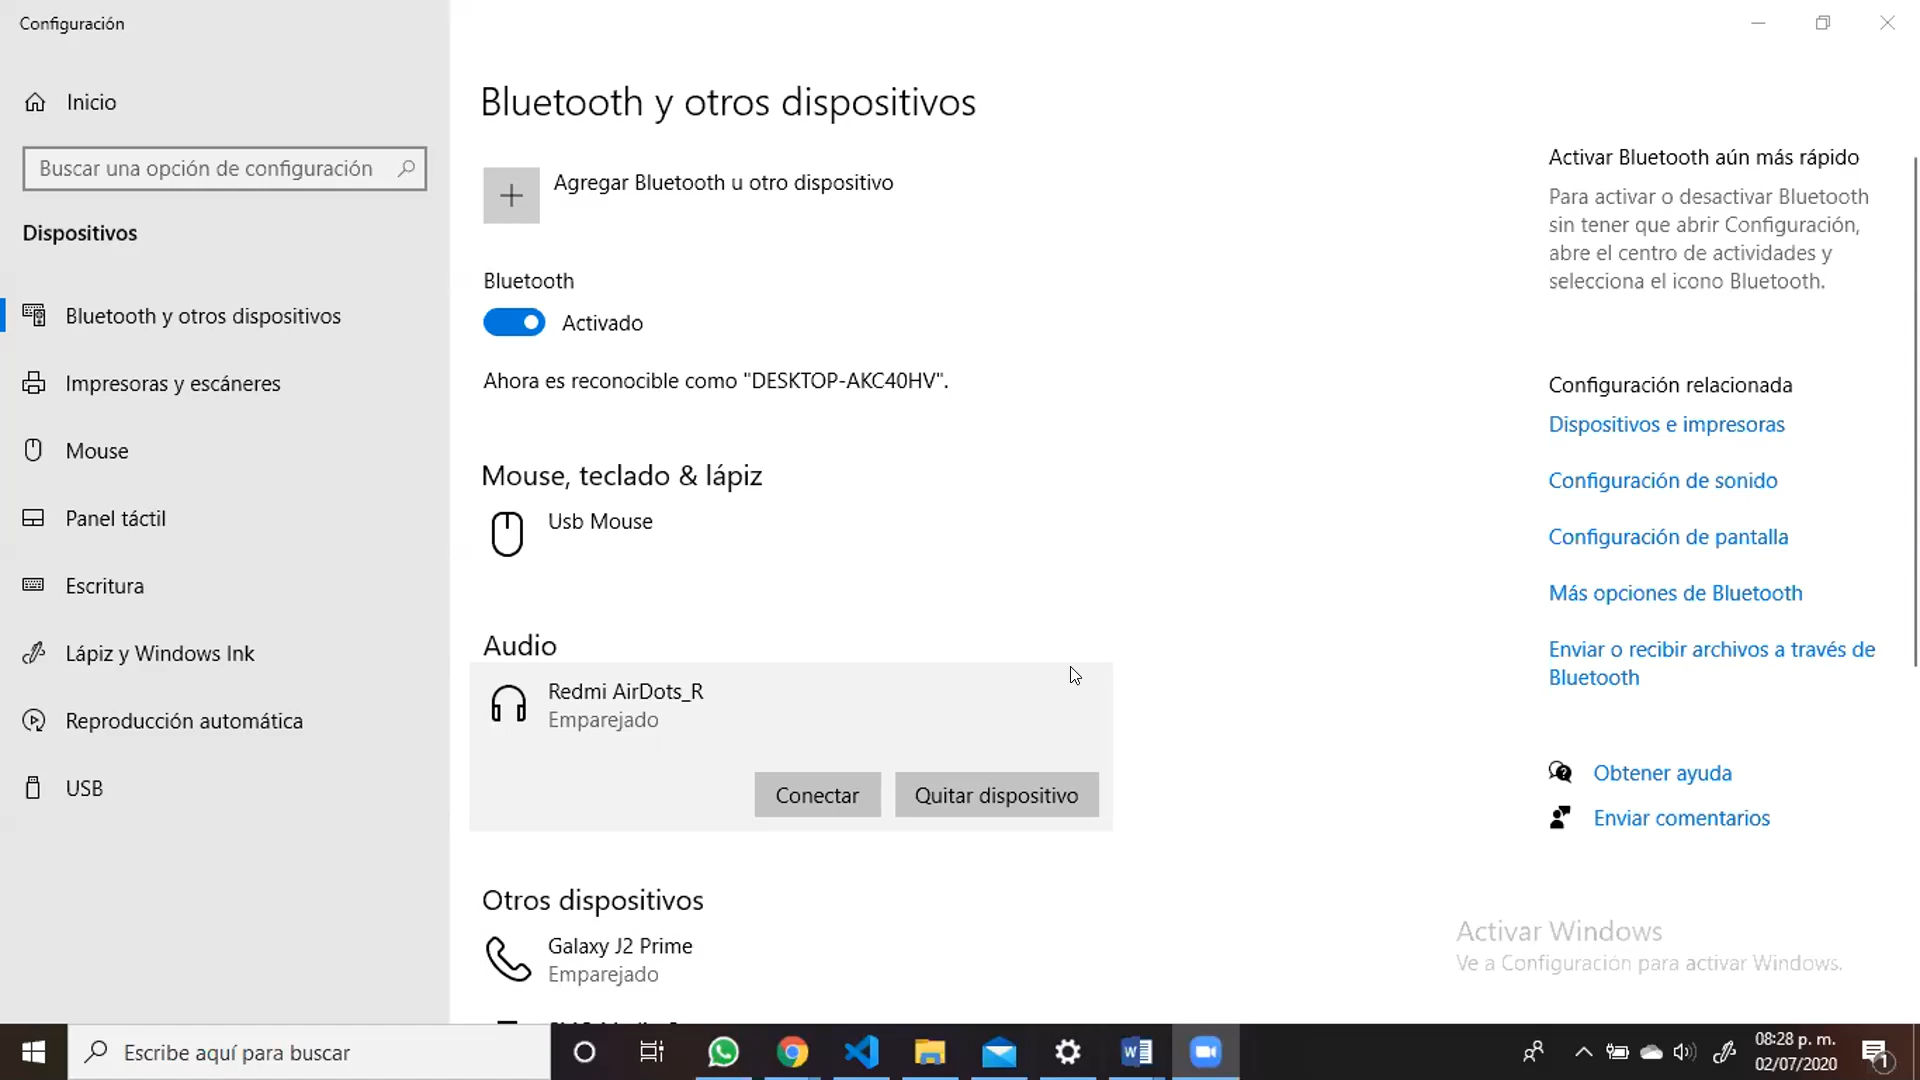 Configuración
Inicio
Buscar una opción de configuración
Dispositivos
Bluetooth y otros dispositivos
Impresoras y escáneres
Mouse
Panel táctil
Escritura
Lápiz y Windows Ink
Reproducción automática
USB
Bluetooth y otros dispositivos
Agregar Bluetooth u otro dispositivo
Bluetooth
Activado
Ahora es reconocible como "DESKTOP-AKC40HV".
Mouse, teclado & lápiz
Usb Mouse
Audio
Redmi AirDots_R
Emparejado
Conectar
Quitar dispositivo
Otros dispositivos
Galaxy J2 Prime
Emparejado
Activar Bluetooth aún más rápido
Para activar o desactivar Bluetooth
sin tener que abrir Configuración,
abre el centro de actividades y
selecciona el icono Bluetooth.
Configuración relacionada
Dispositivos e impresoras
Configuración de sonido
Configuración de pantalla
Más opciones de Bluetooth
Enviar o recibir archivos a través de
Bluetooth
Obtener ayuda
Enviar comentarios
Activar Windows
Ve a Configuración para activar Windows.
Escribe aquí para buscar
08:28 p. m.
02/07/2020
1